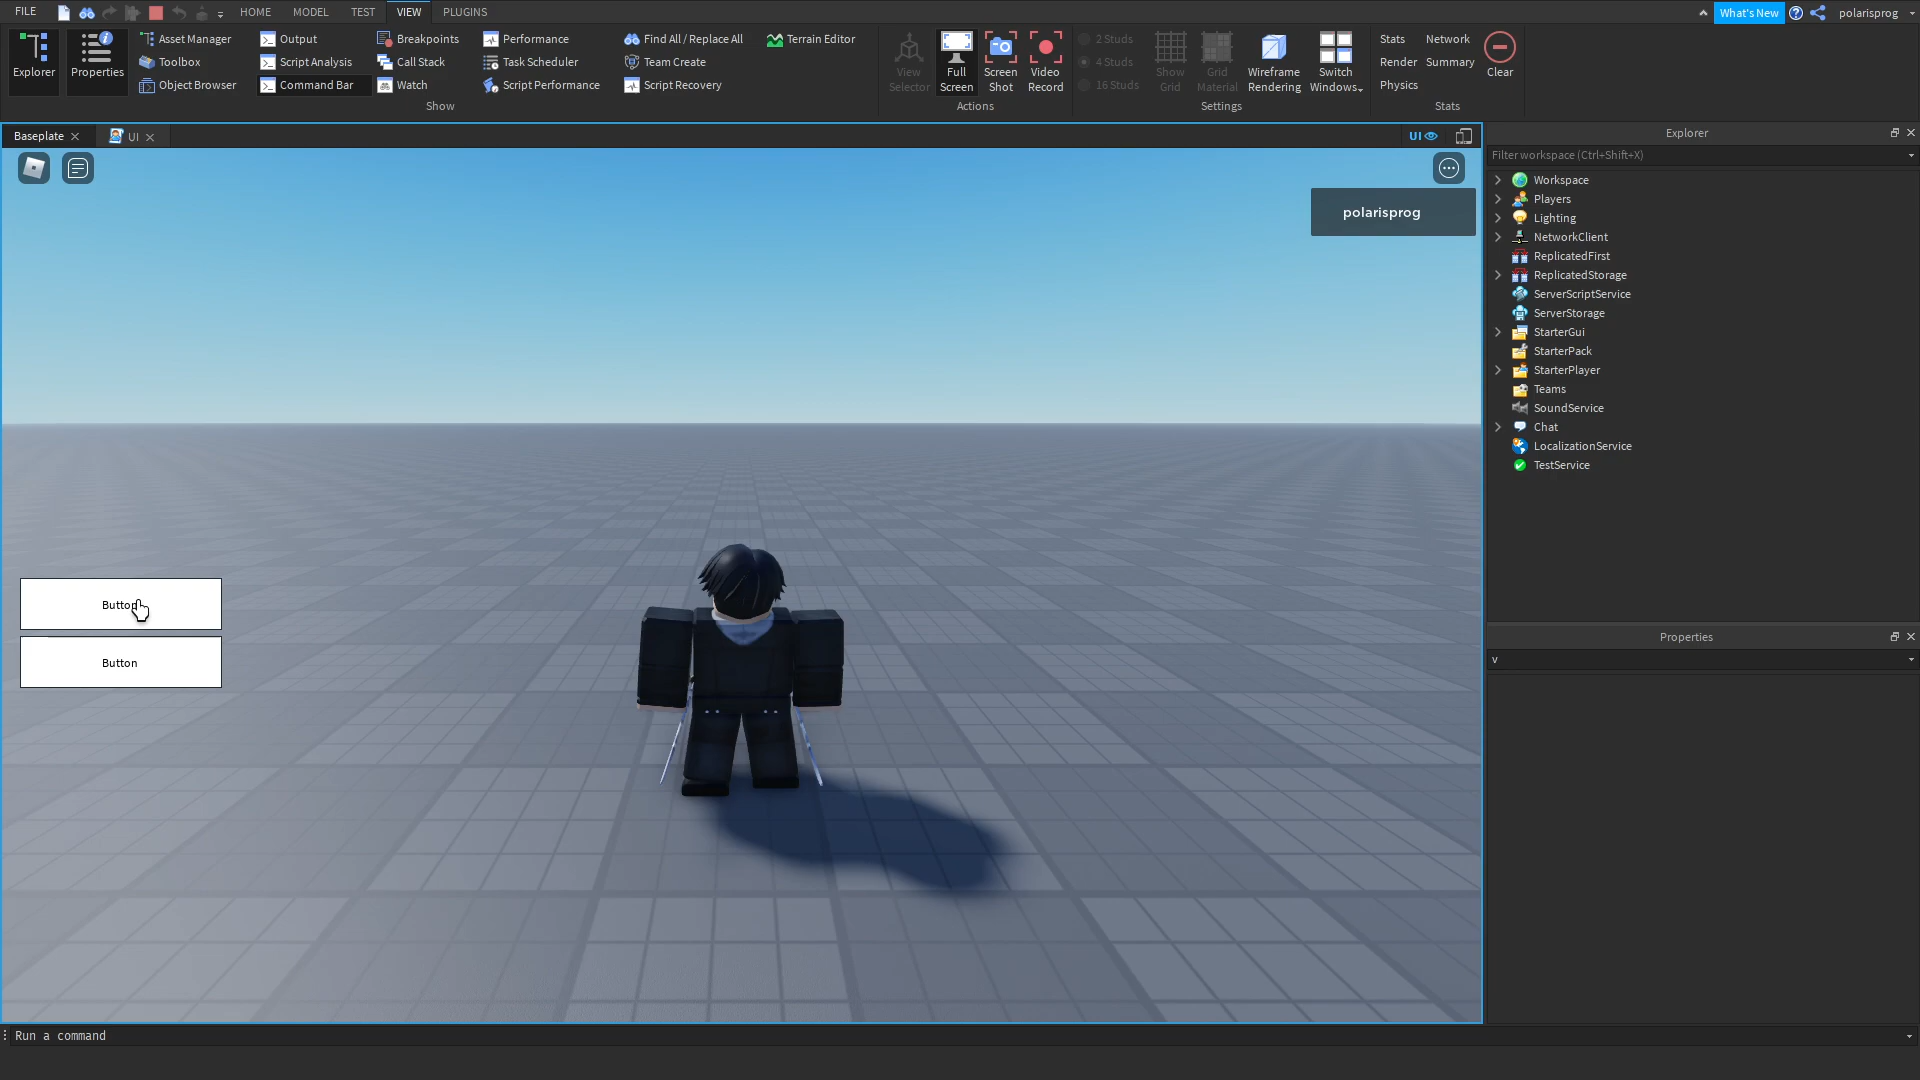 FILE HOME MODEL TEST VIEW PLUGINS What's New polarisprog
Explorer
Properties
Asset Manager
Toolbox
Object Browser
Output
Script Analysis
Command Bar
Breakpoints
Call Stack
Watch
Performance
Task Scheduler
Script Performance
Find All / Replace All
Team Create
Script Recovery
Terrain Editor
Show
View
Selector
Full
Screen
Screen
Shot
Video
Record
Actions
2 Studs
4 Studs
16 Studs
Show
Grid
Grid
Material
Wireframe
Rendering
Switch
Windows
Settings
Stats
Render
Physics
Network
Summary
Clear
Stats
Baseplate UI UI
polarisprog
Button
Button
Explorer
Filter workspace (Ctrl+Shift+X)
Workspace
Players
Lighting
NetworkClient
ReplicatedFirst
ReplicatedStorage
ServerScriptService
ServerStorage
StarterGui
StarterPack
StarterPlayer
Teams
SoundService
Chat
LocalizationService
TestService
Properties
v
Run a command